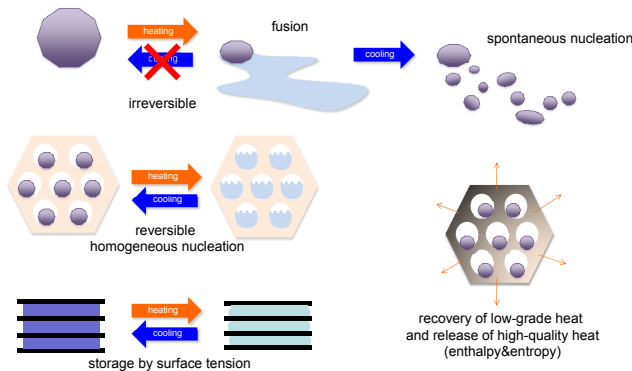 heating
fusion
cooling
cooling
spontaneous nucleation
irreversible
heating
cooling
reversible
homogeneous nucleation
heating
cooling
storage by surface tension
recovery of low-grade heat
and release of high-quality heat
(enthalpy&entropy)